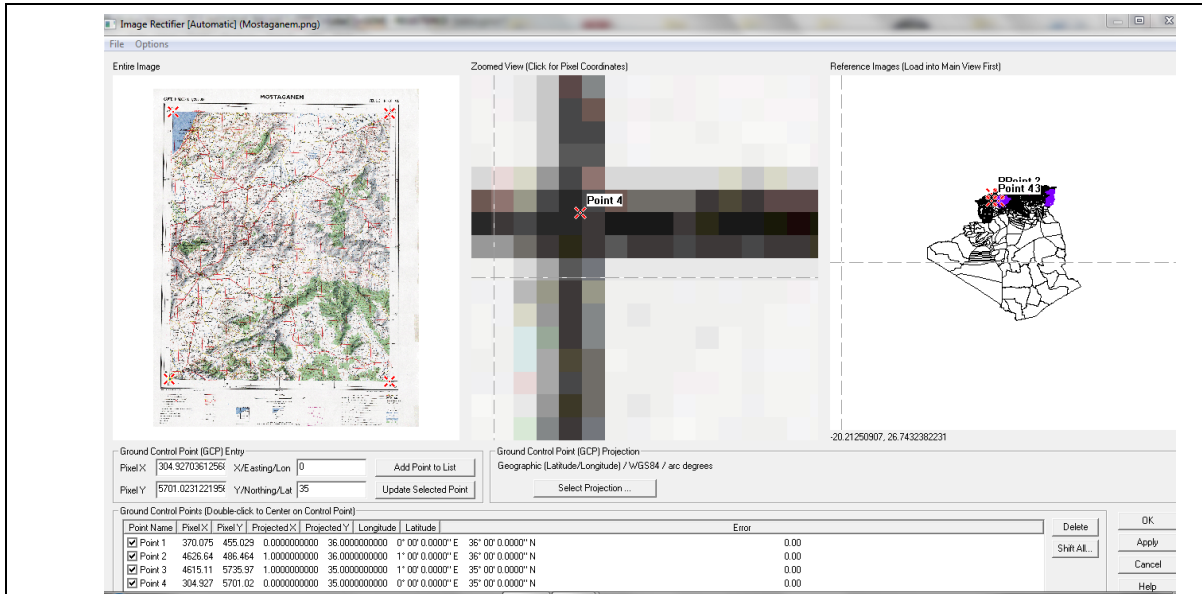 Image Rectifier [Automatic] (Mostaganem.png)
File Options
Entire Image
Zoomed View (Click for Pixel Coordinates)
Reference Images (Load into Main View First)
MOSTAGANEM
Point 4
Point 43
-20.21250907, 26.7432382231
Ground Control Point (GCP) Entry
Pixel X 304.9270361256 X/Easting/Lon 0 Add Point to List
Pixel Y 5701.023122195 Y/Northing/Lat 35 Update Selected Point
Ground Control Point (GCP) Projection
Geographic (Latitude/Longitude) / WGS84 / arc degrees
Select Projection ...
Ground Control Points (Double-click to Center on Control Point)
Point Name Pixel X Pixel Y Projected X Projected Y Longitude Latitude Error
Point 1 370.075 455.029 0.0000000000 36.0000000000 0° 00' 0.0000" E 36° 00' 0.0000" N 0.00
Point 2 4626.64 486.464 1.0000000000 36.0000000000 1° 00' 0.0000" E 36° 00' 0.0000" N 0.00
Point 3 4615.11 5735.97 1.0000000000 35.0000000000 1° 00' 0.0000" E 35° 00' 0.0000" N 0.00
Point 4 304.927 5701.02 0.0000000000 35.0000000000 0° 00' 0.0000" E 35° 00' 0.0000" N 0.00
Delete
Shift All...
OK
Apply
Cancel
Help